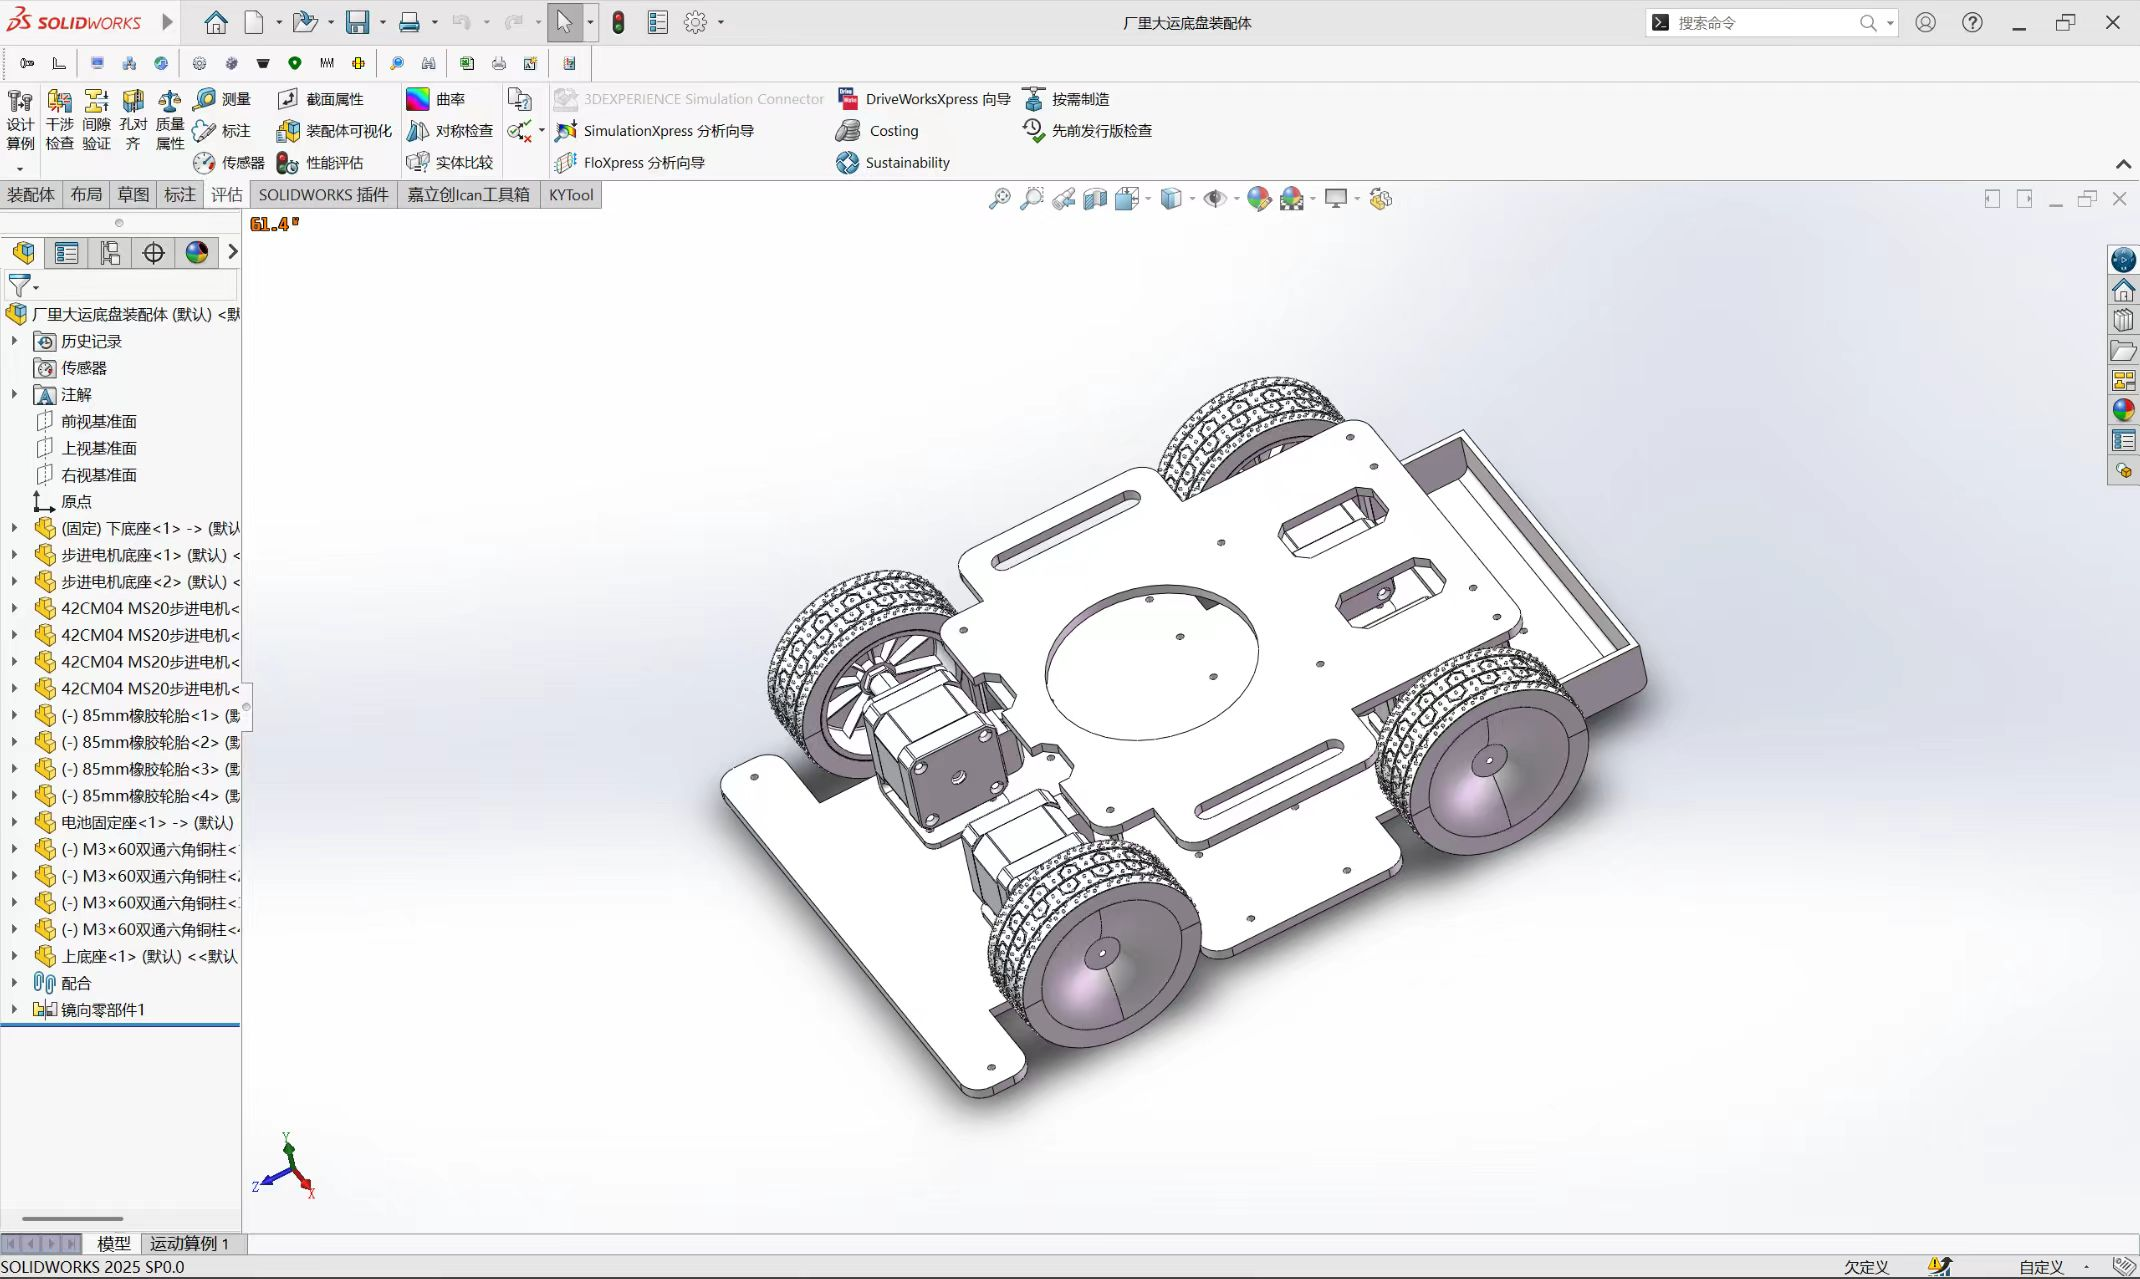 SOLIDWORKS
厂里大运底盘装配体
搜索命令
设计算例
干涉检查
间隙验证
孔对齐
质量属性
测量
标注
传感器
截面属性
装配体可视化
性能评估
曲率
对称检查
实体比较
3DEXPERIENCE Simulation Connector
SimulationXpress 分析向导
FloXpress 分析向导
DriveWorksXpress 向导
Costing
Sustainability
按需制造
先前发行版检查
装配体 布局 草图 标注 评估 SOLIDWORKS 插件 嘉立创Ican工具箱 KYTool
61.4°
厂里大运底盘装配体 (默认) <默
历史记录
传感器
注解
前视基准面
上视基准面
右视基准面
原点
(固定) 下底座<1> -> (默认
步进电机底座<1> (默认) <
步进电机底座<2> (默认) <
42CM04 MS20步进电机<
42CM04 MS20步进电机<
42CM04 MS20步进电机<
42CM04 MS20步进电机<
(-) 85mm橡胶轮胎<1> (默
(-) 85mm橡胶轮胎<2> (默
(-) 85mm橡胶轮胎<3> (默
(-) 85mm橡胶轮胎<4> (默
电池固定座<1> -> (默认)
(-) M3×60双通六角铜柱<
(-) M3×60双通六角铜柱<
(-) M3×60双通六角铜柱<
(-) M3×60双通六角铜柱<
上底座<1> (默认) <<默认
配合
镜向零部件1
Y
Z
X
模型 运动算例 1
SOLIDWORKS 2025 SP0.0
欠定义
自定义